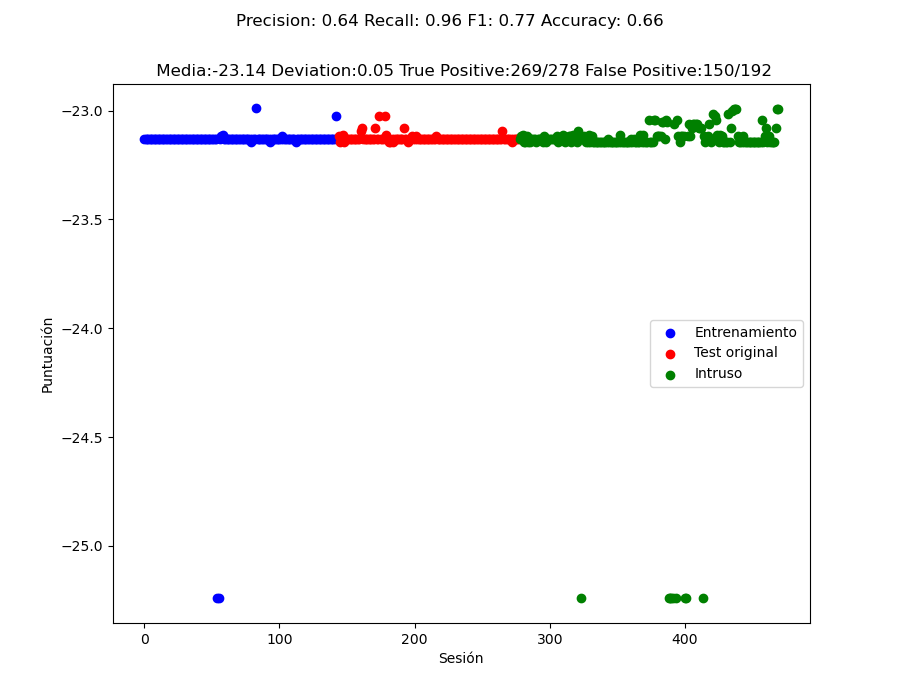 Precision: 0.64 Recall: 0.96 F1: 0.77 Accuracy: 0.66
Media:-23.14 Deviation:0.05 True Positive:269/278 False Positive:150/192
−23.0
−23.5
−24.0
−24.5
−25.0
Puntuación
Entrenamiento
Test original
Intruso
0
100
200
300
400
Sesión